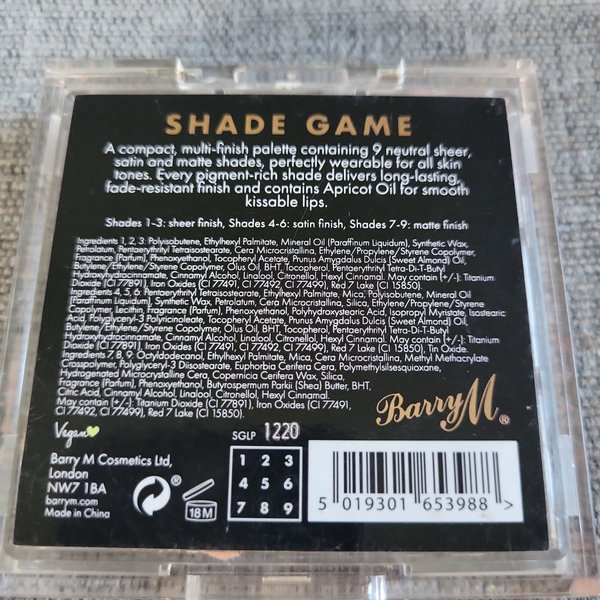 SHADE GAME
A compact, multi-finish palette containing 9 neutral sheer,
satin and matte shades, perfectly wearable for all skin
tones. Every pigment-rich shade delivers long-lasting,
fade-resistant finish and contains Apricot Oil for smooth
kissable lips.
Shades 1-3: sheer finish, Shades 4-6: satin finish, Shades 7-9: matte finish
Ingredients 1, 2, 3: Polyisobutene, Ethylhexyl Palmitate, Mineral Oil (Paraffinum Liquidum), Synthetic Wax,
Petrolatum, Pentaerythrityl Tetraisostearate, Cera Microcristallina, Ethylene/Propylene/Styrene Copolymer,
Fragrance (Parfum), Phenoxyethanol, Tocopheryl Acetate, Prunus Amygdalus Dulcis (Sweet Almond) Oil,
Butylene/Ethylene/Styrene Copolymer, Olus Oil, BHT, Tocopherol, Pentaerythrityl Tetra-Di-T-Butyl
Hydroxyhydrocinnamate, Cinnamyl Alcohol, Linalool, Citronellol, Hexyl Cinnamal. May contain (+/-): Titanium
Dioxide (CI 77891), Iron Oxides (CI 77491, CI 77492, CI 77499), Red 7 Lake (CI 15850).
Ingredients 4, 5, 6: Pentaerythrityl Tetraisostearate, Ethylhexyl Palmitate, Mica, Polyisobutene, Mineral Oil
(Paraffinum Liquidum), Synthetic Wax, Petrolatum, Cera Microcristallina, Silica, Ethylene/Propylene/Styrene
Copolymer, Lecithin, Fragrance (Parfum), Polyhydroxystearic Acid, Isopropyl Myristate, Isostearic
Acid, Polyglyceryl-3 Polyricinoleate, Phenoxyethanol, Tocopheryl Acetate, Prunus Amygdalus Dulcis (Sweet Almond) Oil,
Butylene/Ethylene/Styrene Copolymer, Olus Oil, BHT, Tocopherol, Pentaerythrityl Tetra-Di-T-Butyl
Hydroxyhydrocinnamate, Cinnamyl Alcohol, Linalool, Citronellol, Hexyl Cinnamal. May contain (+/-): Titanium
Dioxide (CI 77891), Iron Oxides (CI 77491, CI 77492, CI 77499), Red 7 Lake (CI 15850), Tin Oxide.
Ingredients 7, 8, 9: Octyldodecanol, Ethylhexyl Palmitate, Mica, Cera Microcristallina, Methyl Methacrylate
Crosspolymer, Polyglyceryl-3 Diisostearate, Euphorbia Cerifera Cera, Polymethylsilsesquioxane,
Hydrogenated Microcrystalline Cera, Copernicia Cerifera Wax, Silica,
Fragrance (Parfum), Phenoxyethanol, Butyrospermum Parkii (Shea) Butter, BHT,
Citric Acid, Cinnamyl Alcohol, Linalool, Citronellol, Hexyl Cinnamal.
May contain (+/-): Titanium Dioxide (CI 77891), Iron Oxides (CI 77491,
CI 77492, CI 77499), Red 7 Lake (CI 15850).
Barry M®
Vegan
SGLP 1220
Barry M Cosmetics Ltd,
London
NW7 1BA
barrym.com
Made in China
®
18 M
1 2 3
4 5 6
7 8 9
5 019301 653988 >